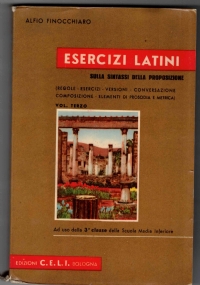 ALFIO FINOCCHIARO
ESERCIZI LATINI
SULLA SINTASSI DELLA PROPOSIZIONE
(REGOLE - ESERCIZI - VERSIONI - CONVERSAZIONE
COMPOSIZIONE - ELEMENTI DI PROSODIA E METRICA)
VOL. TERZO
Ad uso della 3ª classe della Scuola Media inferiore
EDIZIONI C.E.L.I. BOLOGNA